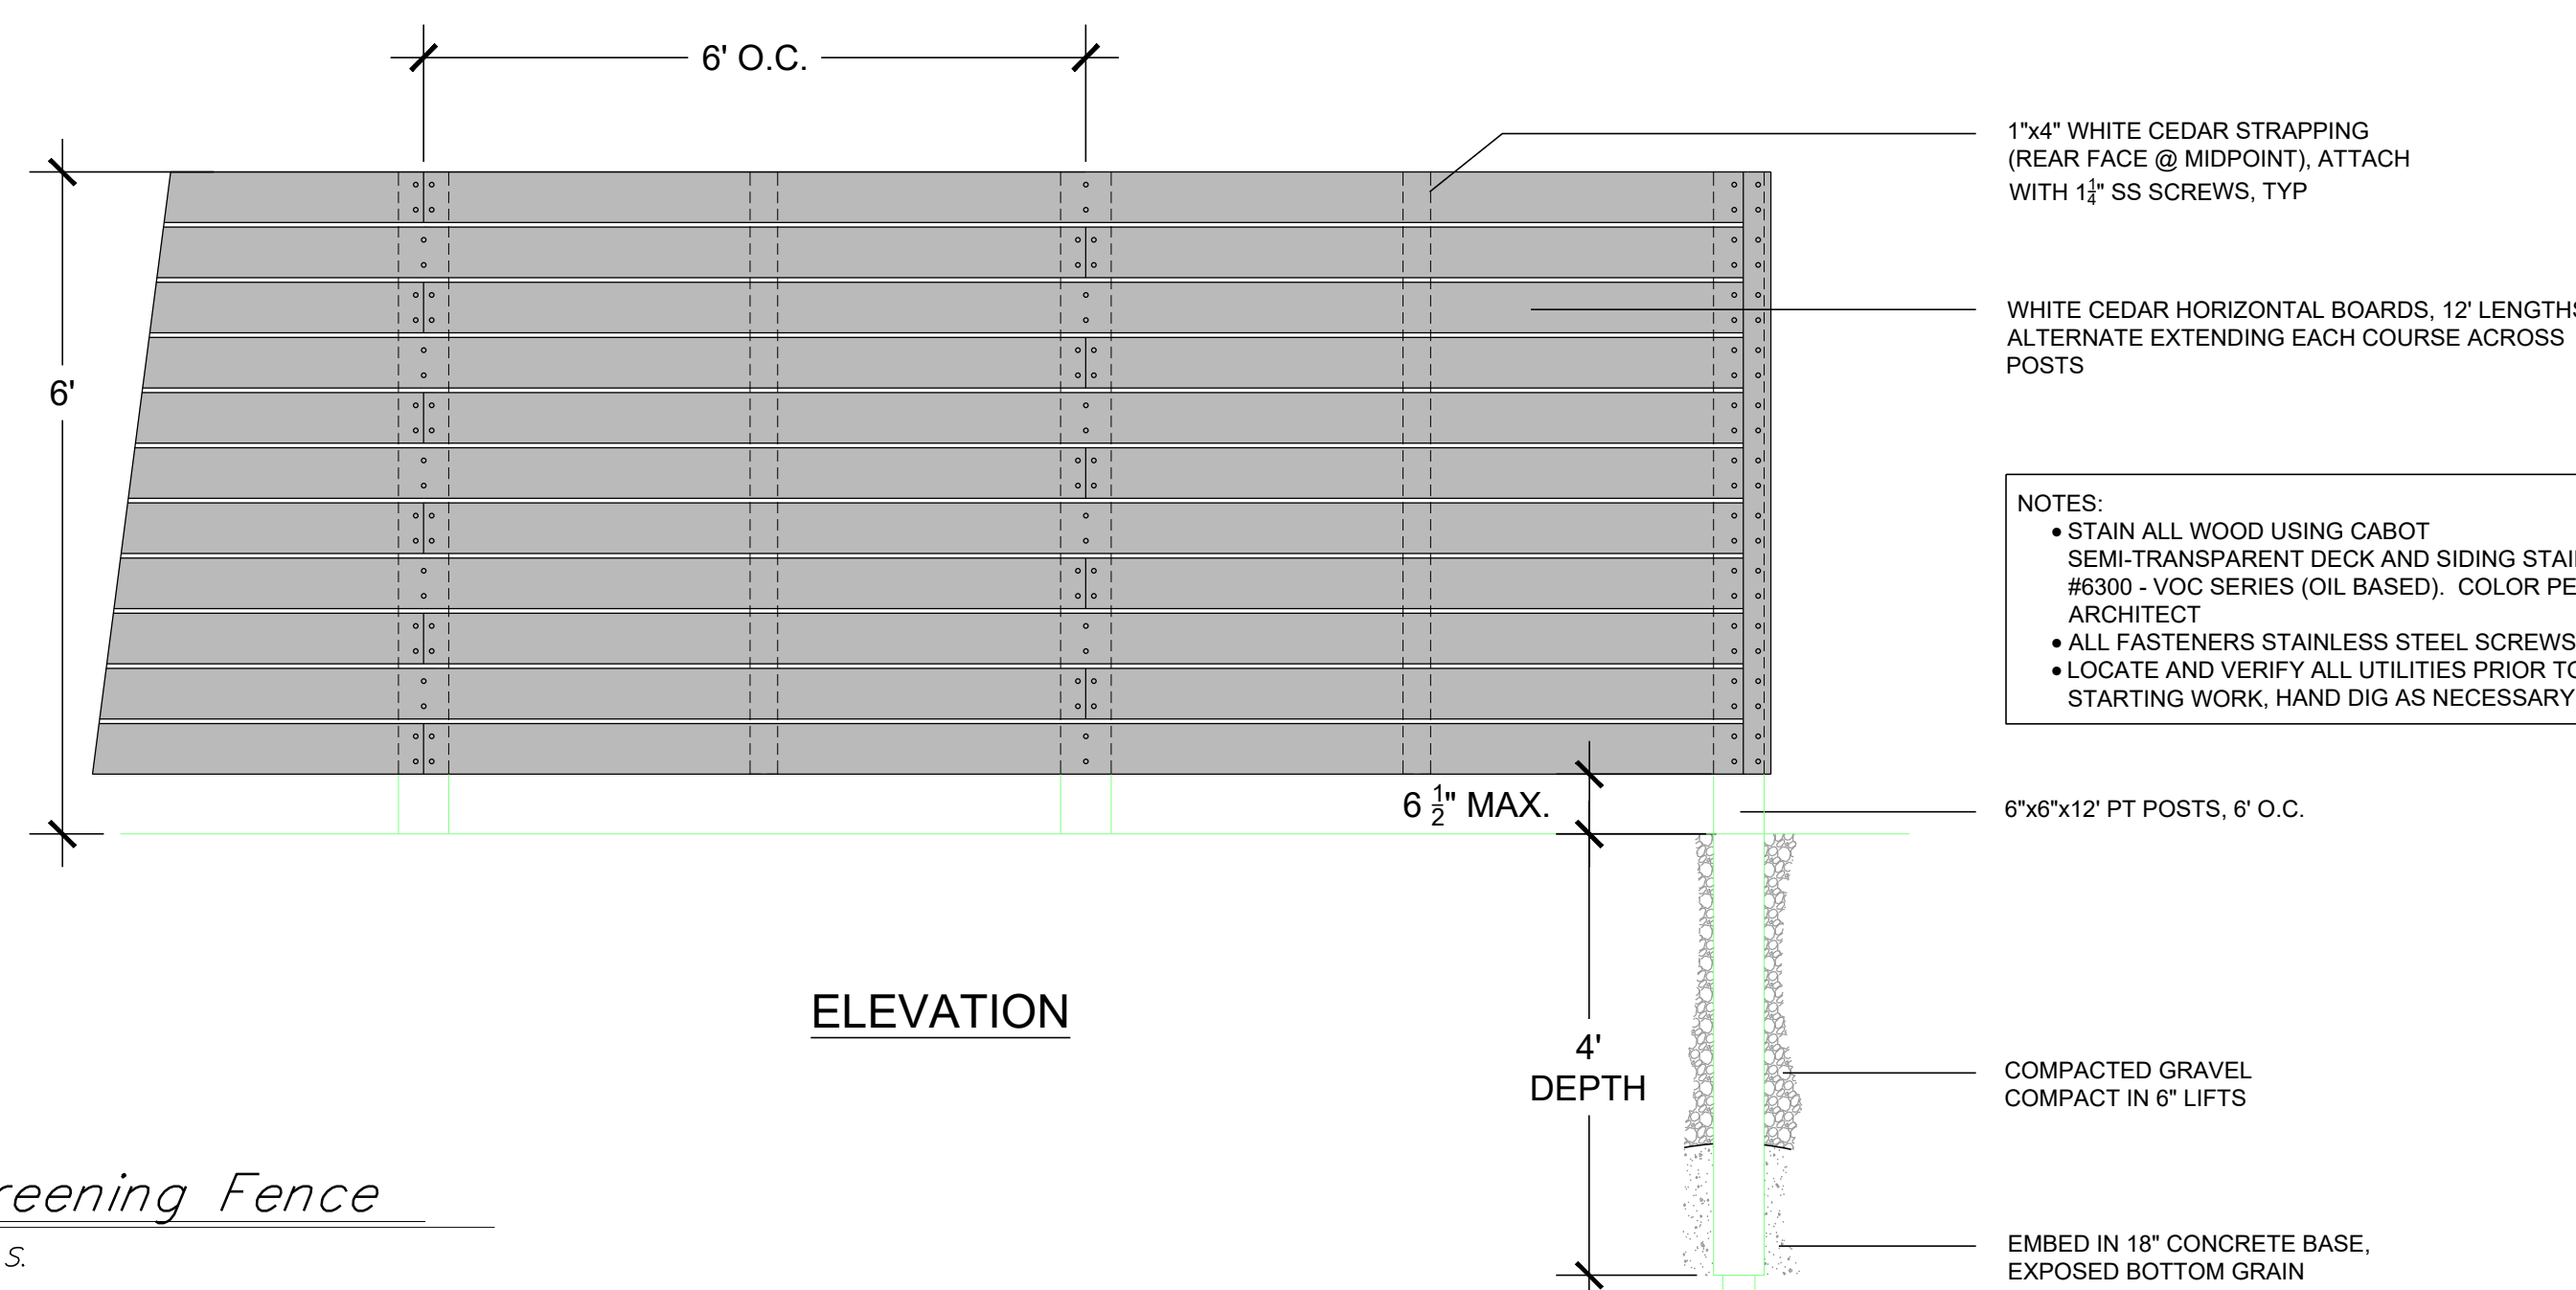 6' O.C.
1"x4" WHITE CEDAR STRAPPING
(REAR FACE @ MIDPOINT), ATTACH
WITH 1 1/4" SS SCREWS, TYP
WHITE CEDAR HORIZONTAL BOARDS, 12' LENGTHS
ALTERNATE EXTENDING EACH COURSE ACROSS
POSTS
6'
NOTES:
• STAIN ALL WOOD USING CABOT
SEMI-TRANSPARENT DECK AND SIDING STAI
#6300 - VOC SERIES (OIL BASED). COLOR PE
ARCHITECT
• ALL FASTENERS STAINLESS STEEL SCREWS
• LOCATE AND VERIFY ALL UTILITIES PRIOR TO
STARTING WORK, HAND DIG AS NECESSARY
6 1/2" MAX.
6"x6"x12' PT POSTS, 6' O.C.
ELEVATION
4'
DEPTH
COMPACTED GRAVEL
COMPACT IN 6" LIFTS
reening Fence
S.
EMBED IN 18" CONCRETE BASE,
EXPOSED BOTTOM GRAIN